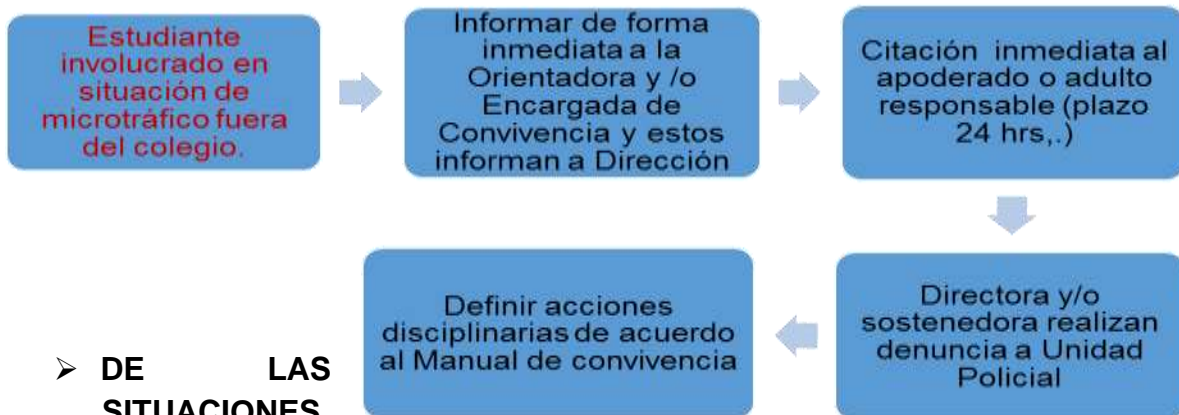 Estudiante
involucrado en
situación de
microtráfico fuera
del colegio.
Informar de forma
inmediata a la
Orientadora y /o
Encargada de
Convivencia y estos
informan a Dirección
Citación inmediata al
apoderado o adulto
responsable (plazo
24 hrs,.)
Directora y/o
sostenedora realizan
denuncia a Unidad
Policial
Definir acciones
disciplinarias de acuerdo
al Manual de convivencia
➢ DE LAS
SITUACIONES